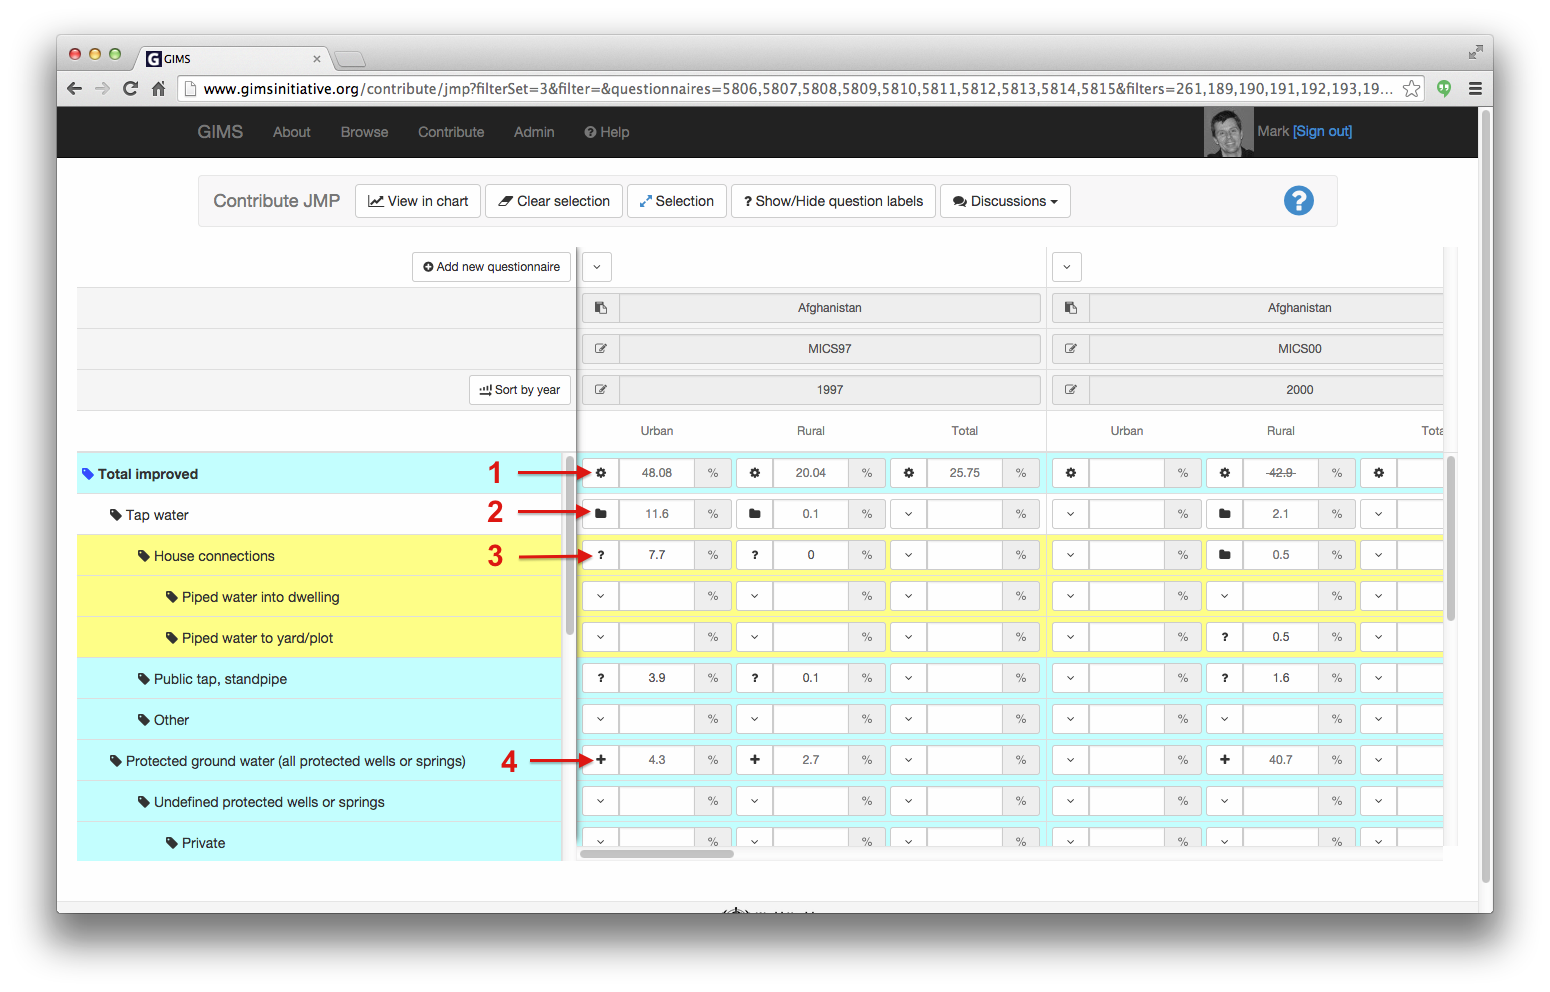 GIMS
www.gimsinitiative.org/contribute/jmp?filterSet=3&filter=&questionnaires=5806,5807,5808,5809,5810,5811,5812,5813,5814,5815&filters=261,189,190,191,192,193,19...
GIMS About Browse Contribute Admin Help Mark [Sign out]
Contribute JMP View in chart Clear selection Selection ? Show/Hide question labels Discussions ?
Add new questionnaire
Afghanistan Afghanistan
MICS97 MICS00
Sort by year 1997 2000
Urban Rural Total Urban Rural Tota
Total improved 1 48.08 % 20.04 % 25.75 % % 42.9 %
Tap water 2 11.6 % 0.1 % % % 2.1 %
House connections 3 ? 7.7 % ? 0 % % % 0.5 %
Piped water into dwelling % % % % %
Piped water to yard/plot % % % % ? 0.5 %
Public tap, standpipe ? 3.9 % ? 0.1 % % % ? 1.6 %
Other % % % % %
Protected ground water (all protected wells or springs) 4 + 4.3 % + 2.7 % % % + 40.7 %
Undefined protected wells or springs % % % % %
Private % % % % %